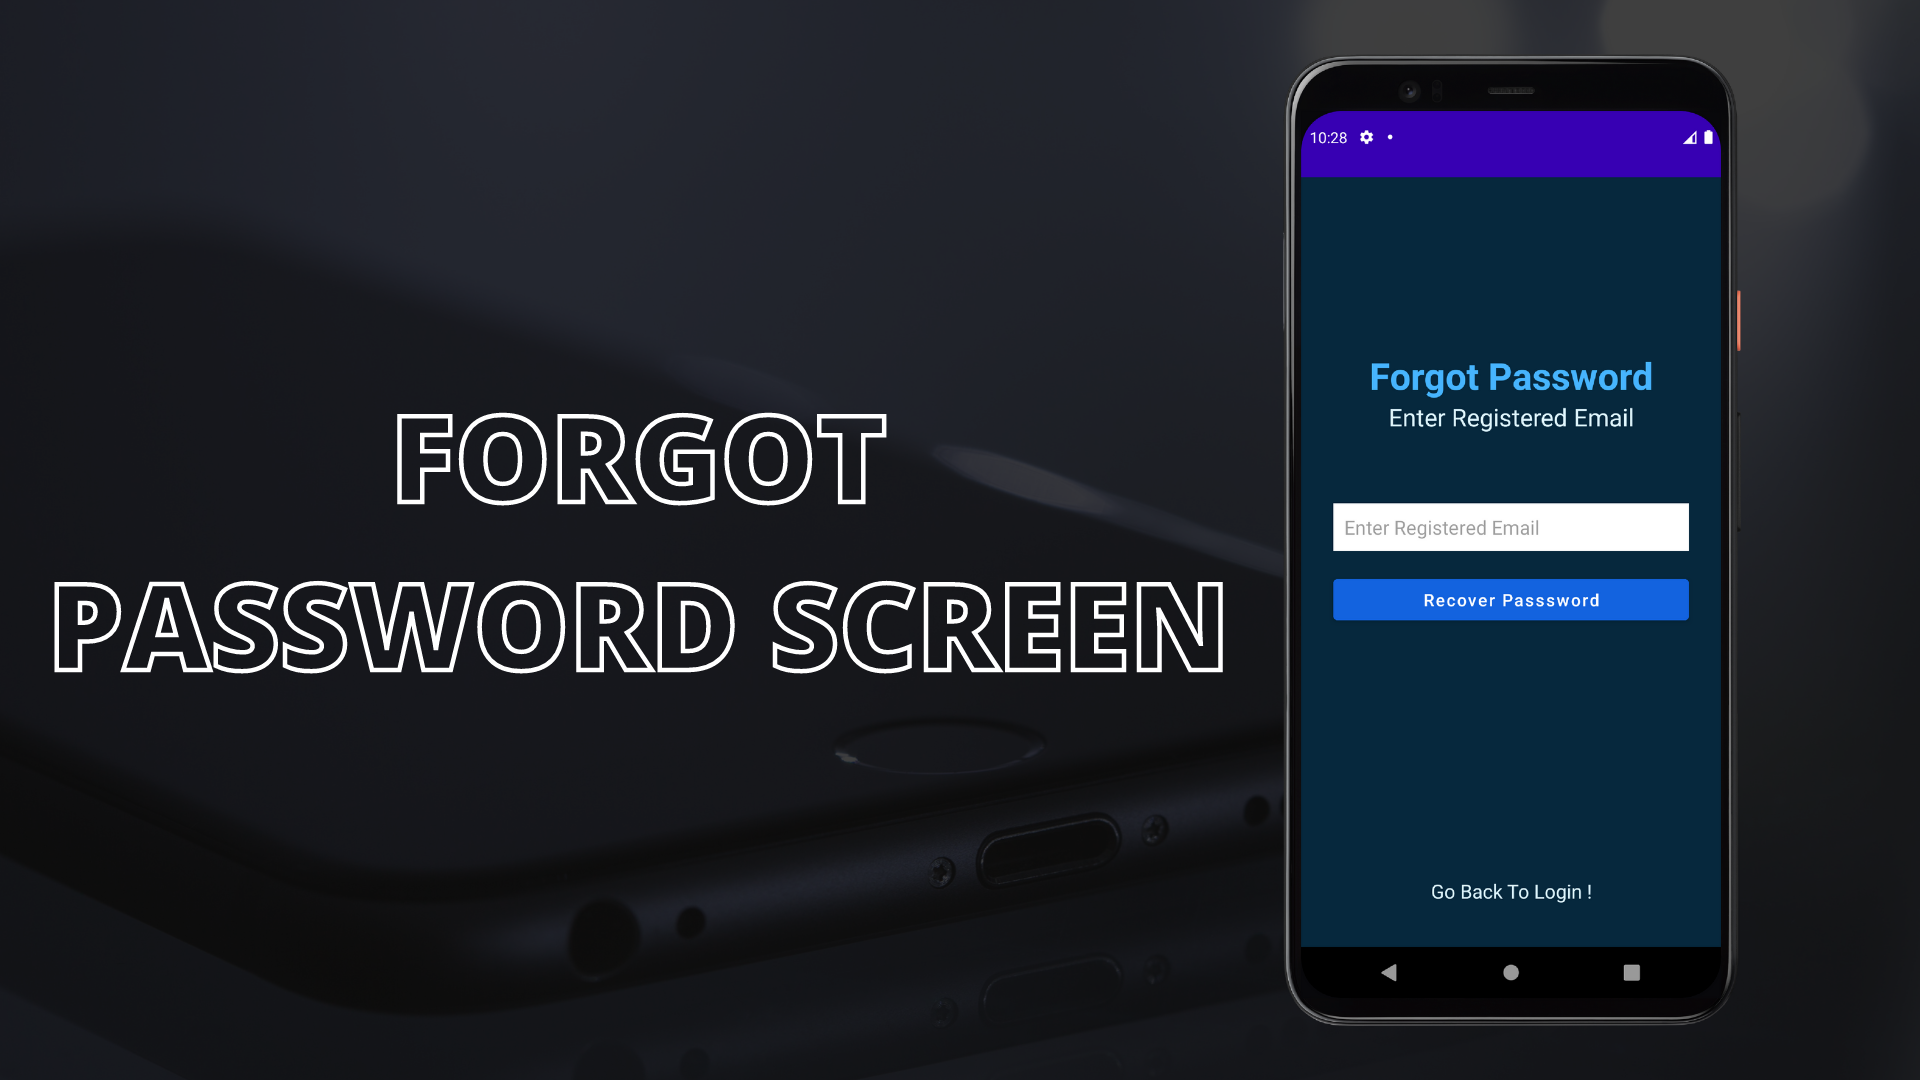 FORGOT
PASSWORD SCREEN
10:28
Forgot Password
Enter Registered Email
Enter Registered Email
Recover Passsword
Go Back To Login !